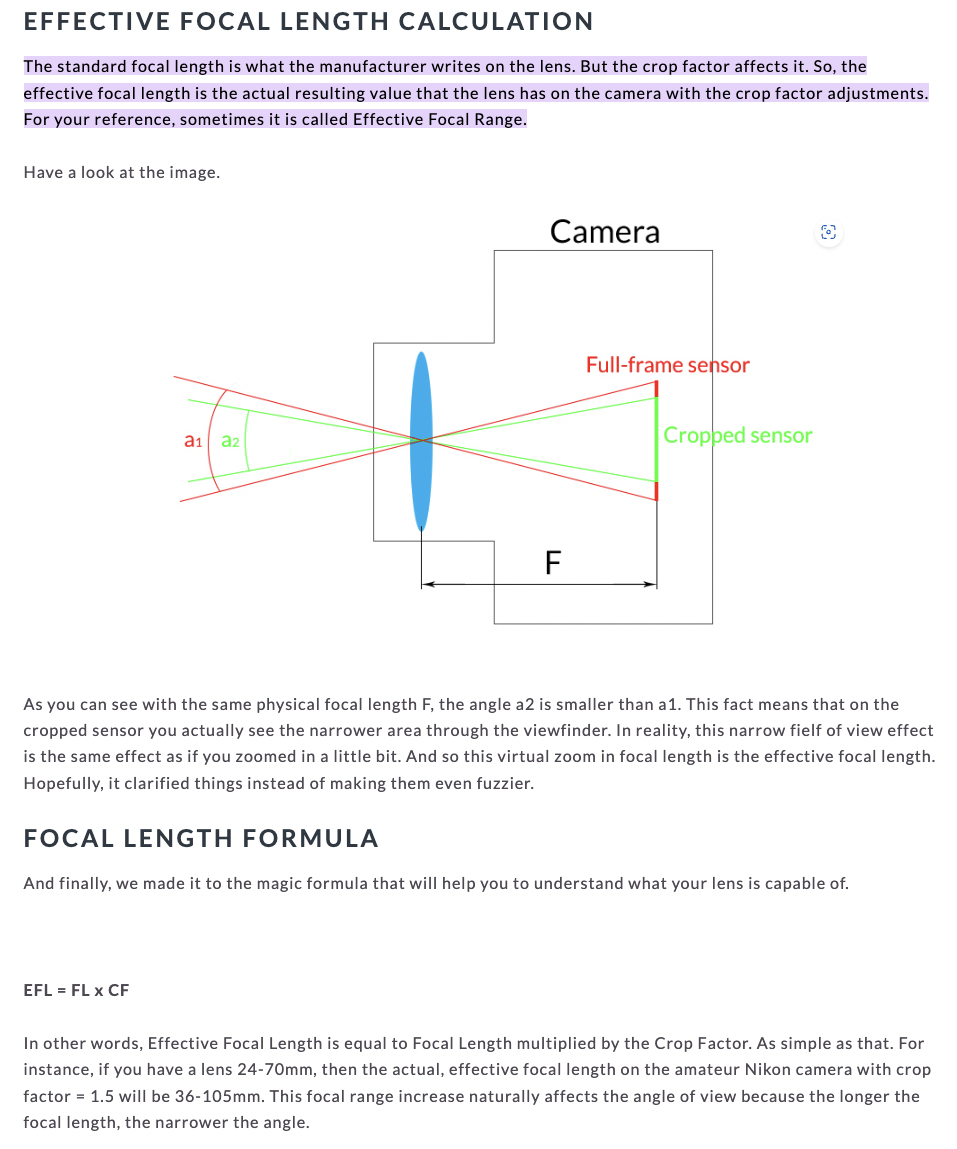 EFFECTIVE FOCAL LENGTH CALCULATION
The standard focal length is what the manufacturer writes on the lens. But the crop factor affects it. So, the
effective focal length is the actual resulting value that the lens has on the camera with the crop factor adjustments.
For your reference, sometimes it is called Effective Focal Range.
Have a look at the image.
Camera
Full-frame sensor
a1 a2
Cropped sensor
F
As you can see with the same physical focal length F, the angle a2 is smaller than a1. This fact means that on the
cropped sensor you actually see the narrower area through the viewfinder. In reality, this narrow fielf of view effect
is the same effect as if you zoomed in a little bit. And so this virtual zoom in focal length is the effective focal length.
Hopefully, it clarified things instead of making them even fuzzier.
FOCAL LENGTH FORMULA
And finally, we made it to the magic formula that will help you to understand what your lens is capable of.
EFL = FL x CF
In other words, Effective Focal Length is equal to Focal Length multiplied by the Crop Factor. As simple as that. For
instance, if you have a lens 24-70mm, then the actual, effective focal length on the amateur Nikon camera with crop
factor = 1.5 will be 36-105mm. This focal range increase naturally affects the angle of view because the longer the
focal length, the narrower the angle.